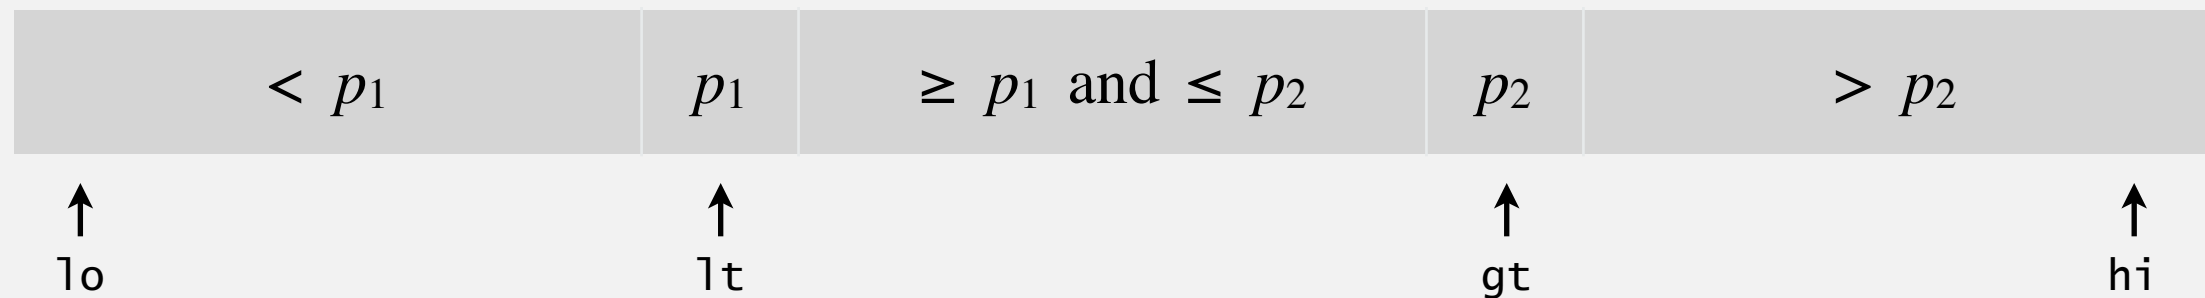 < p₁ p₁ ≥ p₁ and ≤ p₂ p₂ > p₂
lo lt gt hi